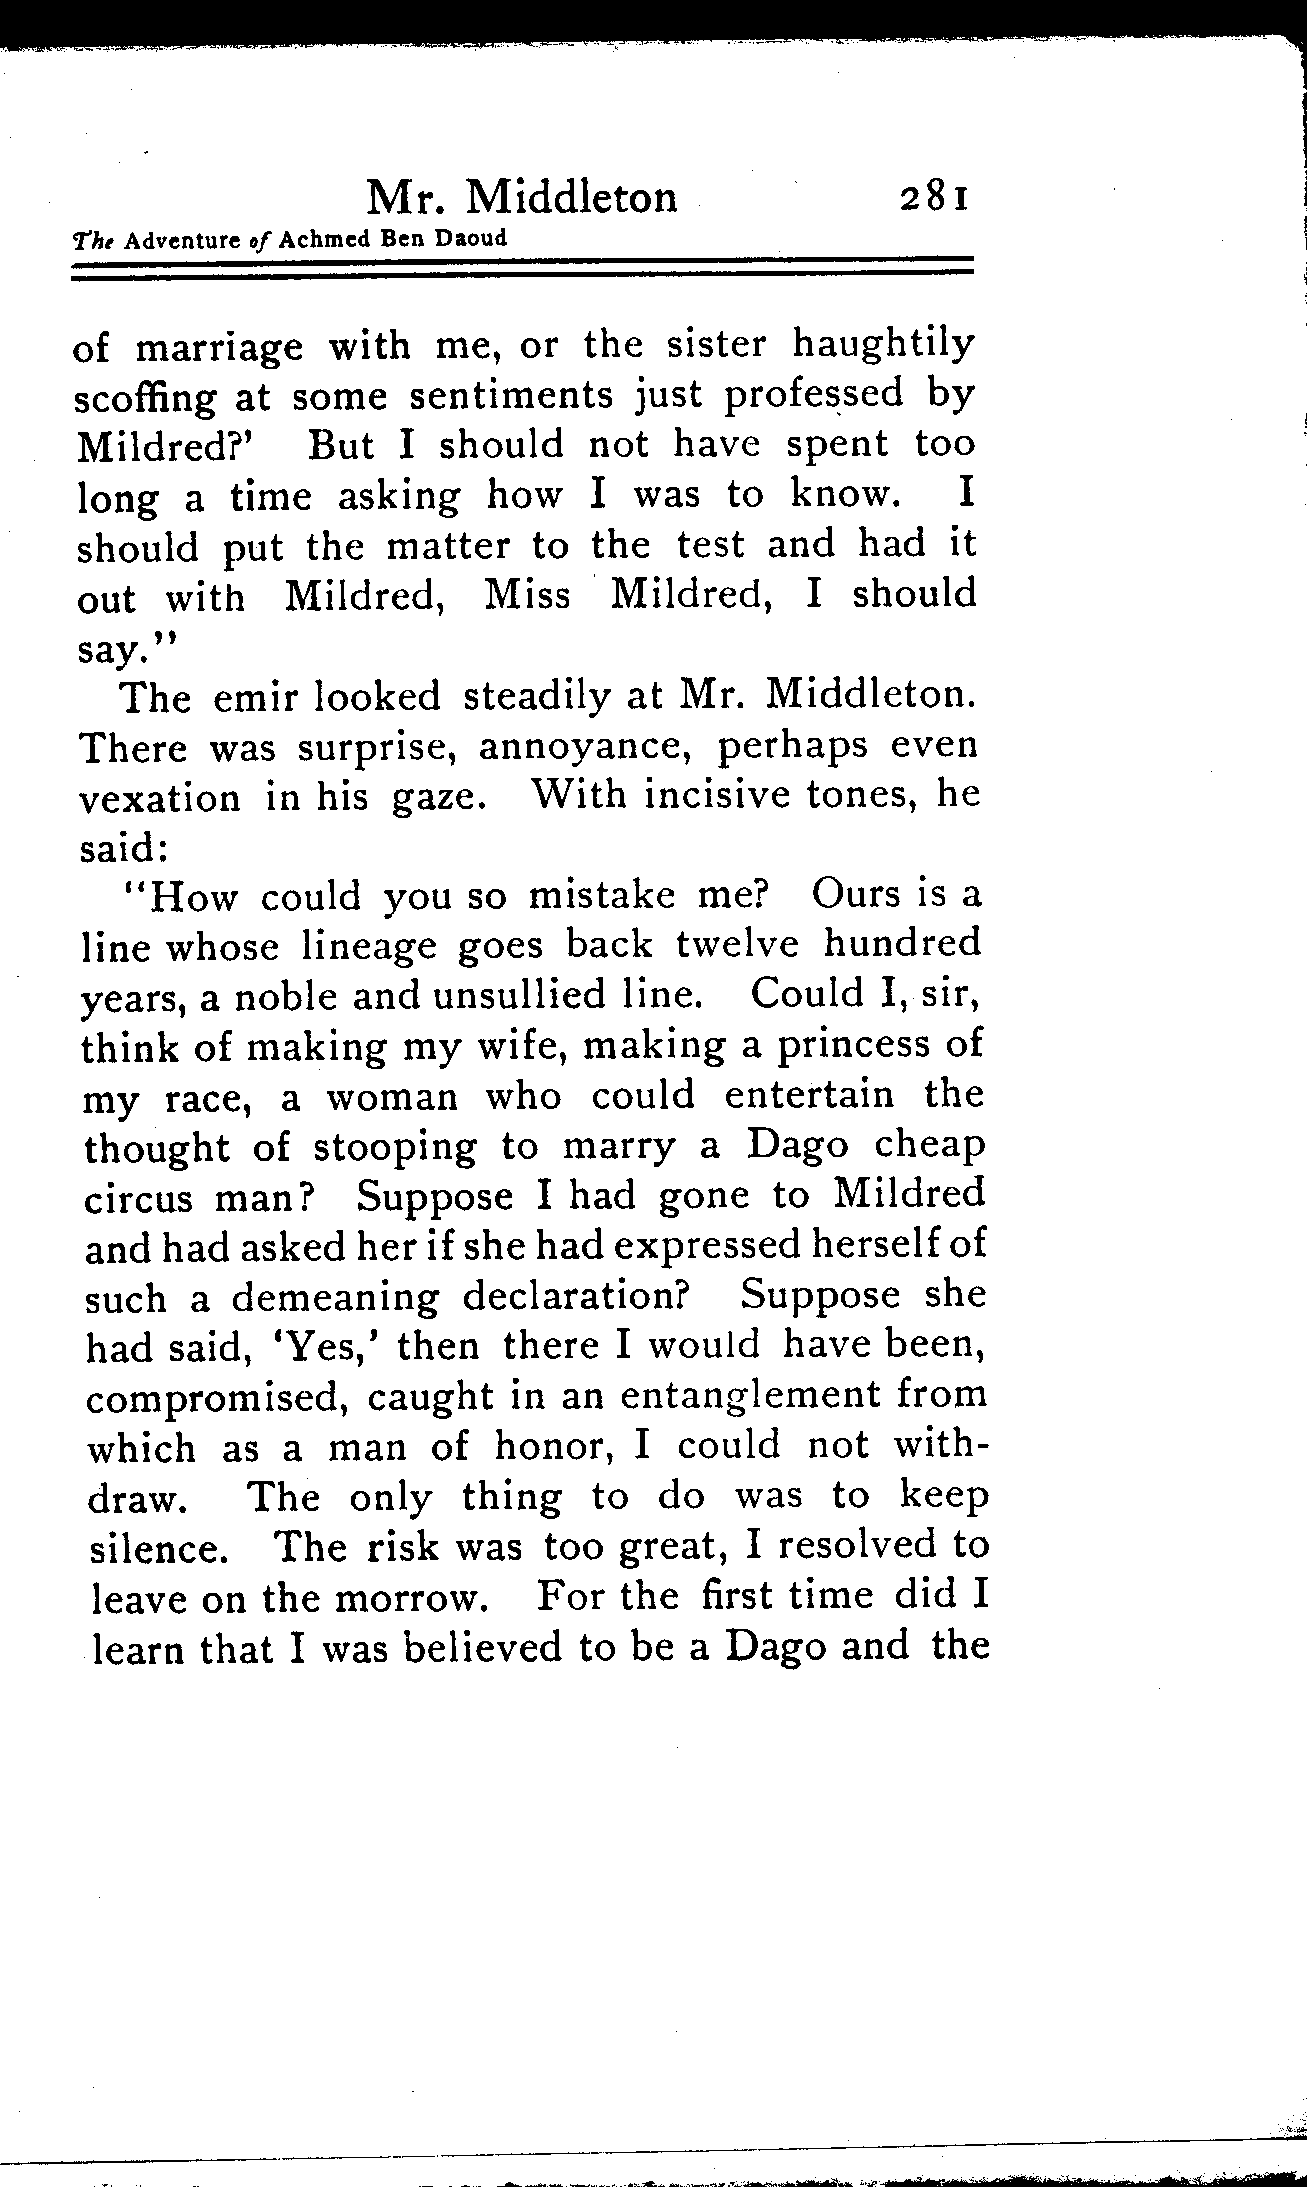 Mr. Middleton 281
The Adventure of Achmed Ben Daoud
of marriage with me, or the sister haughtily
scoffing at some sentiments just professed by
Mildred?' But I should not have spent too
long a time asking how I was to know. I
should put the matter to the test and had it
out with Mildred, Miss Mildred, I should
say."
The emir looked steadily at Mr. Middleton.
There was surprise, annoyance, perhaps even
vexation in his gaze. With incisive tones, he
said:
"How could you so mistake me? Ours is a
line whose lineage goes back twelve hundred
years, a noble and unsullied line. Could I, sir,
think of making my wife, making a princess of
my race, a woman who could entertain the
thought of stooping to marry a Dago cheap
circus man? Suppose I had gone to Mildred
and had asked her if she had expressed herself of
such a demeaning declaration? Suppose she
had said, 'Yes,' then there I would have been,
compromised, caught in an entanglement from
which as a man of honor, I could not with-
draw. The only thing to do was to keep
silence. The risk was too great, I resolved to
leave on the morrow. For the first time did I
learn that I was believed to be a Dago and the